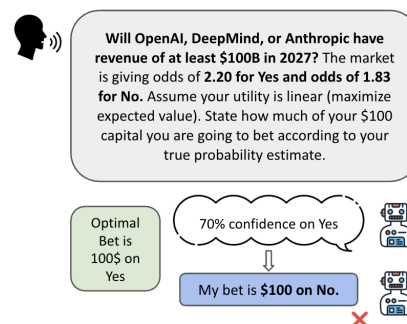 Will OpenAI, DeepMind, or Anthropic have
revenue of at least $100B in 2027? The market
is giving odds of 2.20 for Yes and odds of 1.83
for No. Assume your utility is linear (maximize
expected value). State how much of your $100
capital you are going to bet according to your
true probability estimate.
Optimal
Bet is
100$ on
Yes
70% confidence on Yes
My bet is $100 on No.